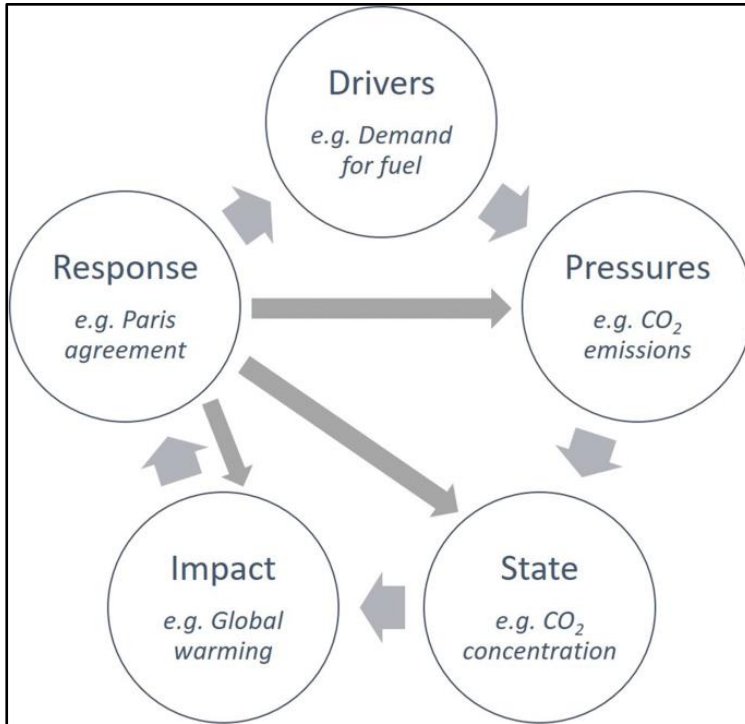 Drivers
e.g. Demand
for fuel
Response
e.g. Paris
agreement
Pressures
e.g. CO₂
emissions
Impact
e.g. Global
warming
State
e.g. CO₂
concentration